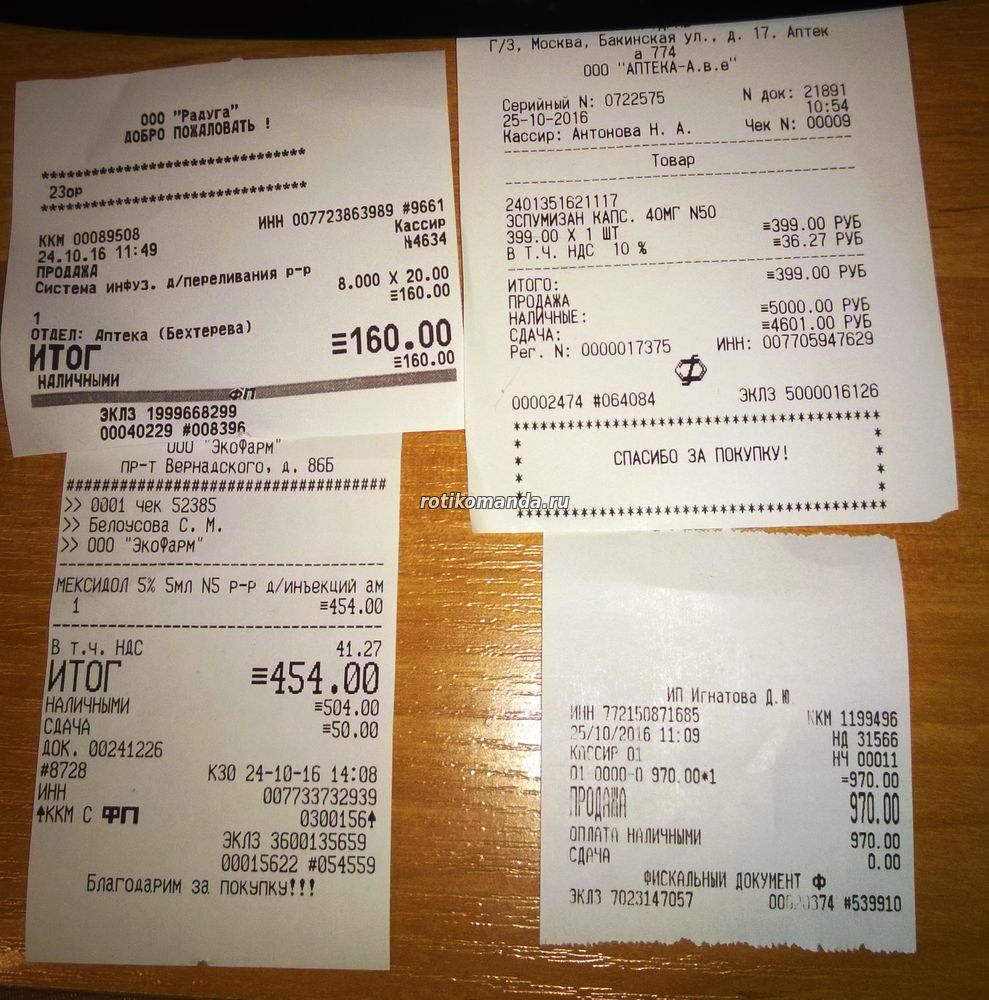 ООО "Радуга"
ДОБРО ПОЖАЛОВАТЬ !
******************************
23ор
******************************
ИНН 007723863989 #9661
ККМ 00089508 Кассир
24.10.16 11:49 №4634
ПРОДАЖА
Система инфуз. д/переливания р-р
8.000 X 20.00
≡160.00
1
ОТДЕЛ: Аптека (Бехтерева)
ИТОГ ≡160.00
НАЛИЧНЫМИ ≡160.00
ФП
ЭКЛЗ 1999668299
00040229 #008396
Г/З, Москва, Бакинская ул., д. 17. Аптек
а 774
ООО "АПТЕКА-А.в.е"
Серийный N: 0722575 N док: 21891
25-10-2016 10:54
Кассир: Антонова Н. А. Чек N: 00009
Товар
2401351621117
ЭСПУМИЗАН КАПС. 40МГ N50
399.00 X 1 ШТ ≡399.00 РУБ
В Т.Ч. НДС 10 % ≡36.27 РУБ
ИТОГО: ≡399.00 РУБ
ПРОДАЖА
НАЛИЧНЫЕ: ≡5000.00 РУБ
СДАЧА: ≡4601.00 РУБ
Рег. N: 0000017375 ИНН: 007705947629
00002474 #064084 ЭКЛЗ 5000016126
СПАСИБО ЗА ПОКУПКУ!
ООО "ЭкоФарм"
пр-т Вернадского, д. 86Б
######################################
>> 0001 чек 52385
>> Белоусова С. М.
>> ООО "ЭкоФарм"
МЕКСИДОЛ 5% 5мл N5 р-р д/инъекций ам
1 ≡454.00
В т.ч. НДС 41.27
ИТОГ ≡454.00
НАЛИЧНЫМИ ≡504.00
СДАЧА ≡50.00
ДОК. 00241226
#8728 К30 24-10-16 14:08
ИНН 007733732939
↑ККМ С ФП 0300156↑
ЭКЛЗ 3600135659
00015622 #054559
Благодарим за покупку!!!
rotikomanda.ru
ИП Игнатова Д.Ю
ИНН 772150871685 ККМ 1199496
25/10/2016 11:09 НД 31566
КАССИР 01 НЧ 00011
01 0000-0 970.00*1 =970.00
ПРОДАЖА 970.00
ОПЛАТА НАЛИЧНЫМИ 970.00
СДАЧА 0.00
ФИСКАЛЬНЫЙ ДОКУМЕНТ Ф
ЭКЛЗ 7023147057 #539910